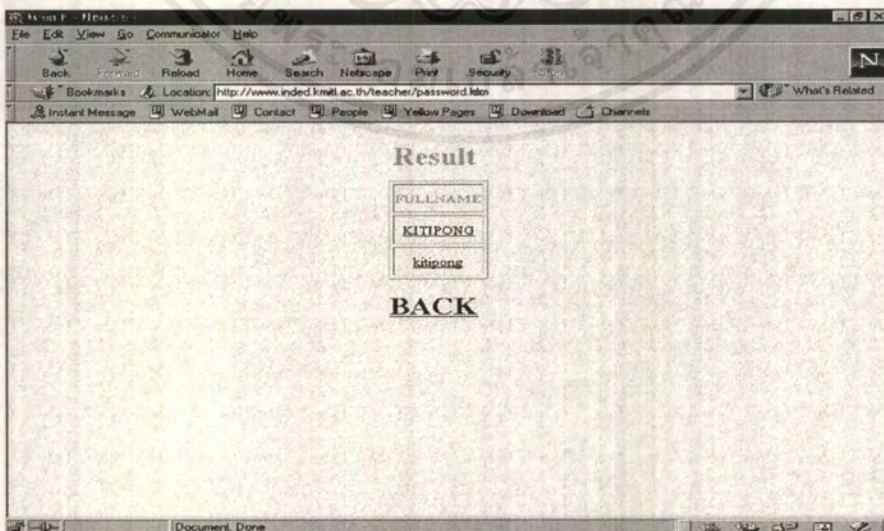 File Edit View Go Communicator Help
Back Forward Reload Home Search Netscape Print Security
Bookmarks Location: http://www.inded.kmitl.ac.th/teacher/password. What's Related
Instant Message WebMail Contact People Yellow Pages Download Channels
Result
FULLNAME
KITIPONG
kitipong
BACK
Document: Done